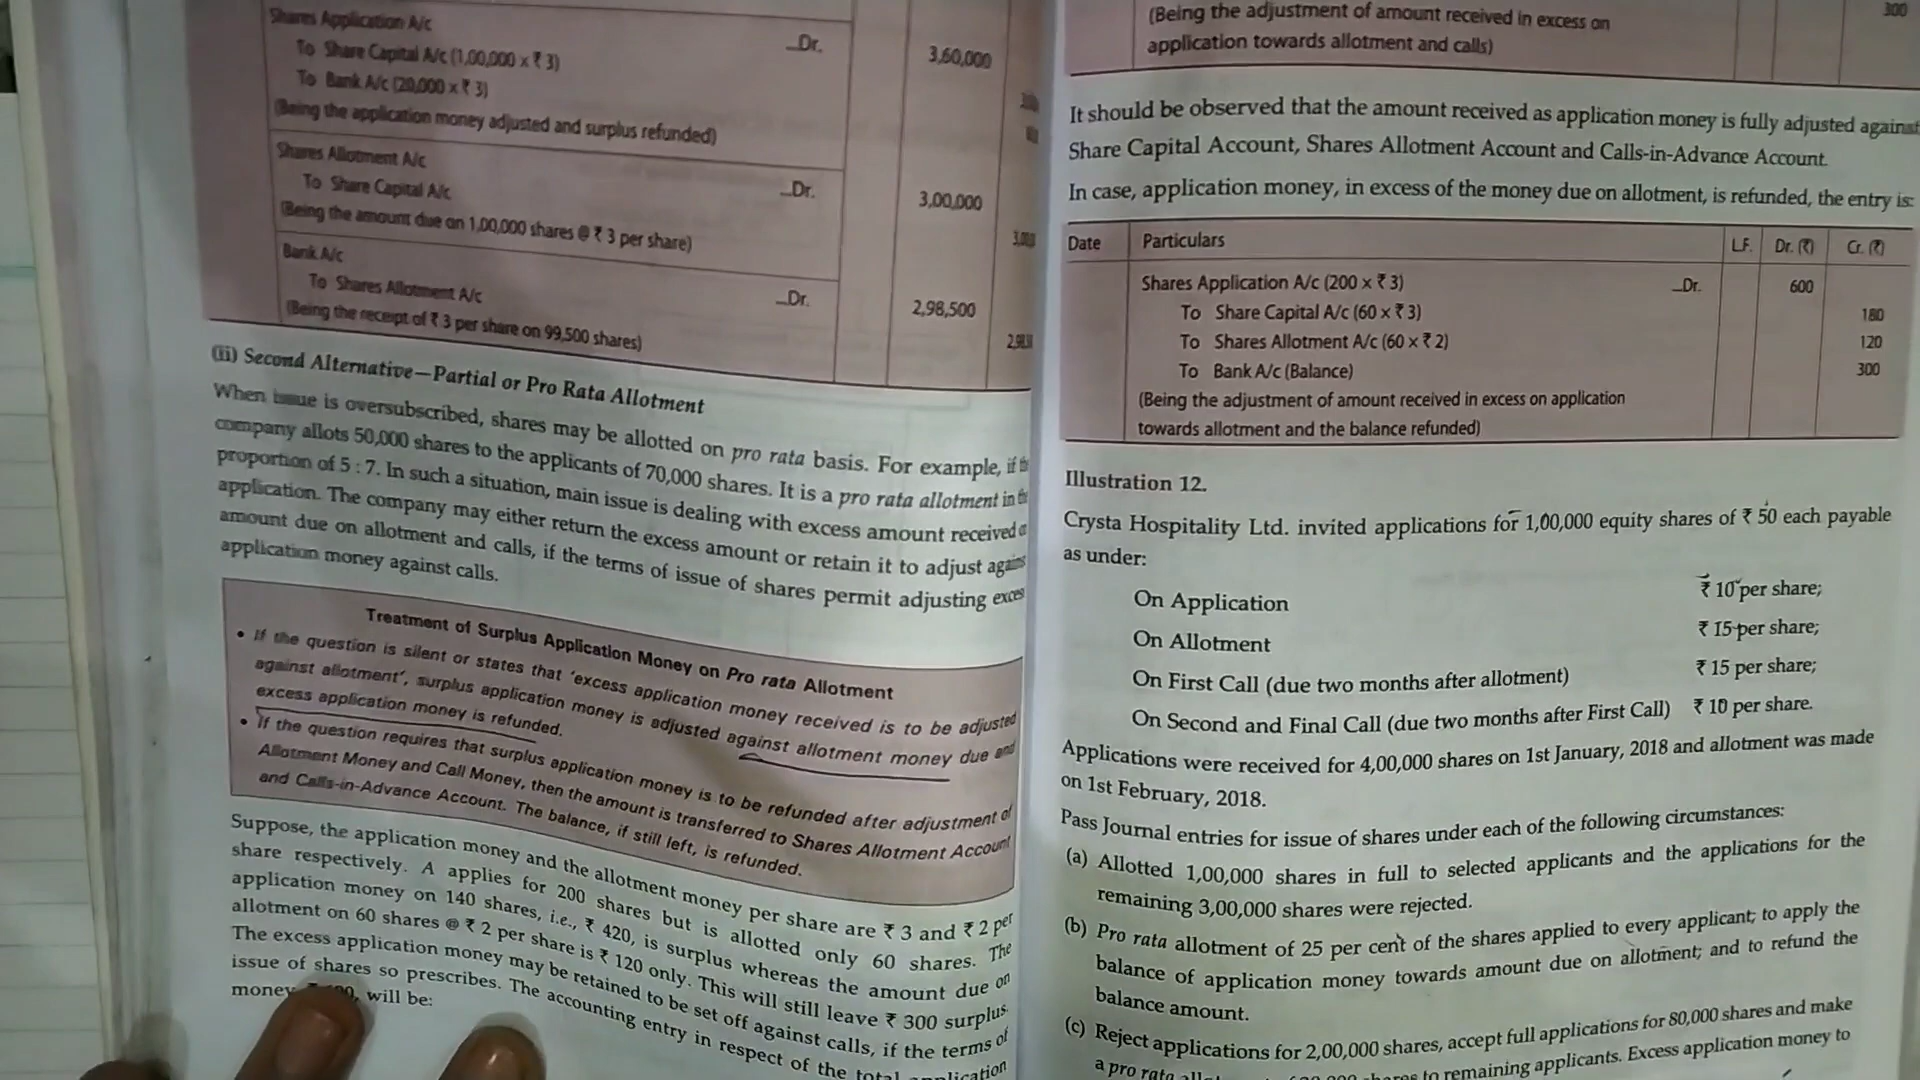 Shares Application A/c ...Dr. 3,60,000
To Share Capital A/c (1,00,000 x ₹ 3)
To Bank A/c (20,000 x ₹ 3)
(Being the application money adjusted and surplus refunded)
Shares Allotment A/c ...Dr. 3,00,000
To Share Capital A/c
(Being the amount due on 1,00,000 shares @ ₹ 3 per share)
Bank A/c ...Dr. 2,98,500
To Shares Allotment A/c
(Being the receipt of ₹ 3 per share on 99,500 shares)
(ii) Second Alternative—Partial or Pro Rata Allotment
When issue is oversubscribed, shares may be allotted on pro rata basis. For example, if
company allots 50,000 shares to the applicants of 70,000 shares. It is a pro rata allotment in
proportion of 5 : 7. In such a situation, main issue is dealing with excess amount received
application. The company may either return the excess amount or retain it to adjust
amount due on allotment and calls, if the terms of issue of shares permit adjusting
application money against calls.
Treatment of Surplus Application Money on Pro rata Allotment
• If the question is silent or states that 'excess application money received is to be adjusted
against allotment', surplus application money is adjusted against allotment money due and
excess application money is refunded.
• If the question requires that surplus application money is to be refunded after adjustment of
Allotment Money and Call Money, then the amount is transferred to Shares Allotment Account
and Calls-in-Advance Account. The balance, if still left, is refunded.
Suppose, the application money and the allotment money per share are ₹ 3 and ₹ 2 per
share respectively. A applies for 200 shares but is allotted only 60 shares. The
application money on 140 shares, i.e., ₹ 420, is surplus whereas the amount due on
allotment on 60 shares @ ₹ 2 per share is ₹ 120 only. This will still leave ₹ 300 surplus.
The excess application money may be retained to be set off against calls, if the terms of
issue of shares so prescribes. The accounting entry in respect of the total application
money will be:
300
(Being the adjustment of amount received in excess on
application towards allotment and calls)
It should be observed that the amount received as application money is fully adjusted against
Share Capital Account, Shares Allotment Account and Calls-in-Advance Account.
In case, application money, in excess of the money due on allotment, is refunded, the entry is:
Date Particulars L.F. Dr. (₹) Cr. (₹)
Shares Application A/c (200 x ₹ 3) ...Dr. 600
To Share Capital A/c (60 x ₹ 3) 180
To Shares Allotment A/c (60 x ₹ 2) 120
To Bank A/c (Balance) 300
(Being the adjustment of amount received in excess on application
towards allotment and the balance refunded)
Illustration 12.
Crysta Hospitality Ltd. invited applications for 1,00,000 equity shares of ₹ 50 each payable
as under:
On Application ₹ 10 per share;
On Allotment ₹ 15 per share;
On First Call (due two months after allotment) ₹ 15 per share;
On Second and Final Call (due two months after First Call) ₹ 10 per share.
Applications were received for 4,00,000 shares on 1st January, 2018 and allotment was made
on 1st February, 2018.
Pass Journal entries for issue of shares under each of the following circumstances:
(a) Allotted 1,00,000 shares in full to selected applicants and the applications for the
remaining 3,00,000 shares were rejected.
(b) Pro rata allotment of 25 per cent of the shares applied to every applicant; to apply the
balance of application money towards amount due on allotment; and to refund the
balance amount.
(c) Reject applications for 2,00,000 shares, accept full applications for 80,000 shares and make
a pro rata shares to remaining applicants. Excess application money to